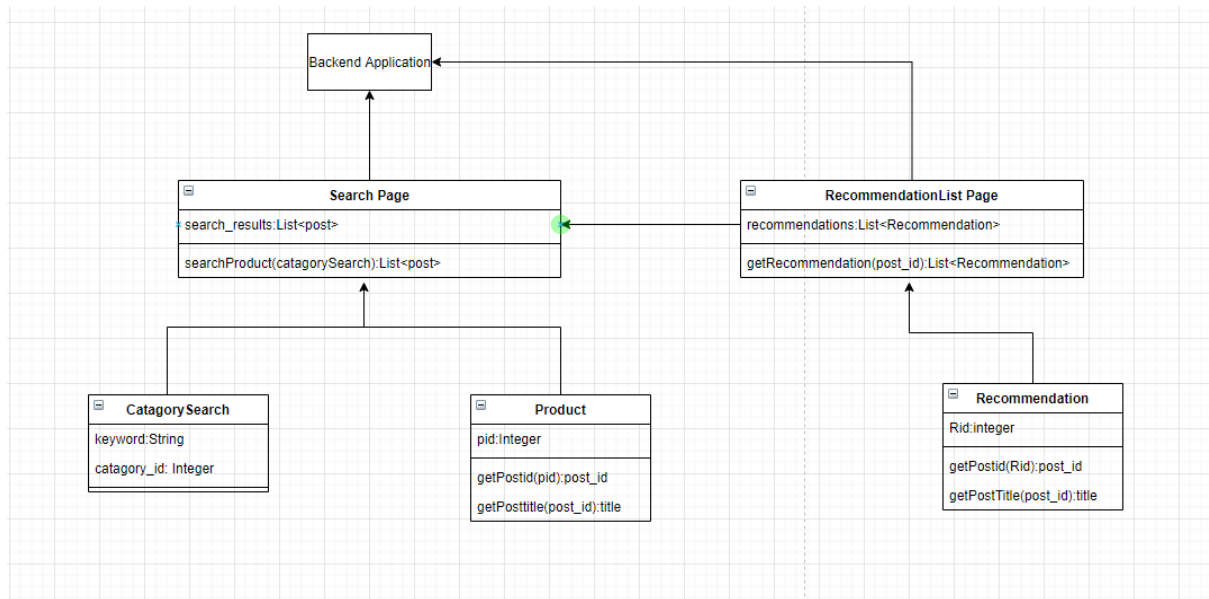 Backend Application
Search Page
search_results:List<post>
searchProduct(catagorySearch):List<post>
RecommendationList Page
recommendations:List<Recommendation>
getRecommendation(post_id):List<Recommendation>
CatagorySearch
keyword:String
catagory_id: Integer
Product
pid:Integer
getPostid(pid):post_id
getPosttitle(post_id):title
Recommendation
Rid:integer
getPostid(Rid):post_id
getPostTitle(post_id):title